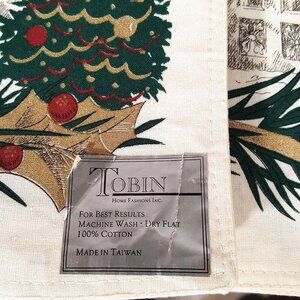 TOBIN
HOME FASHIONS INC.
FOR BEST RESULTS
MACHINE WASH · DRY FLAT
100% COTTON
MADE IN TAIWAN